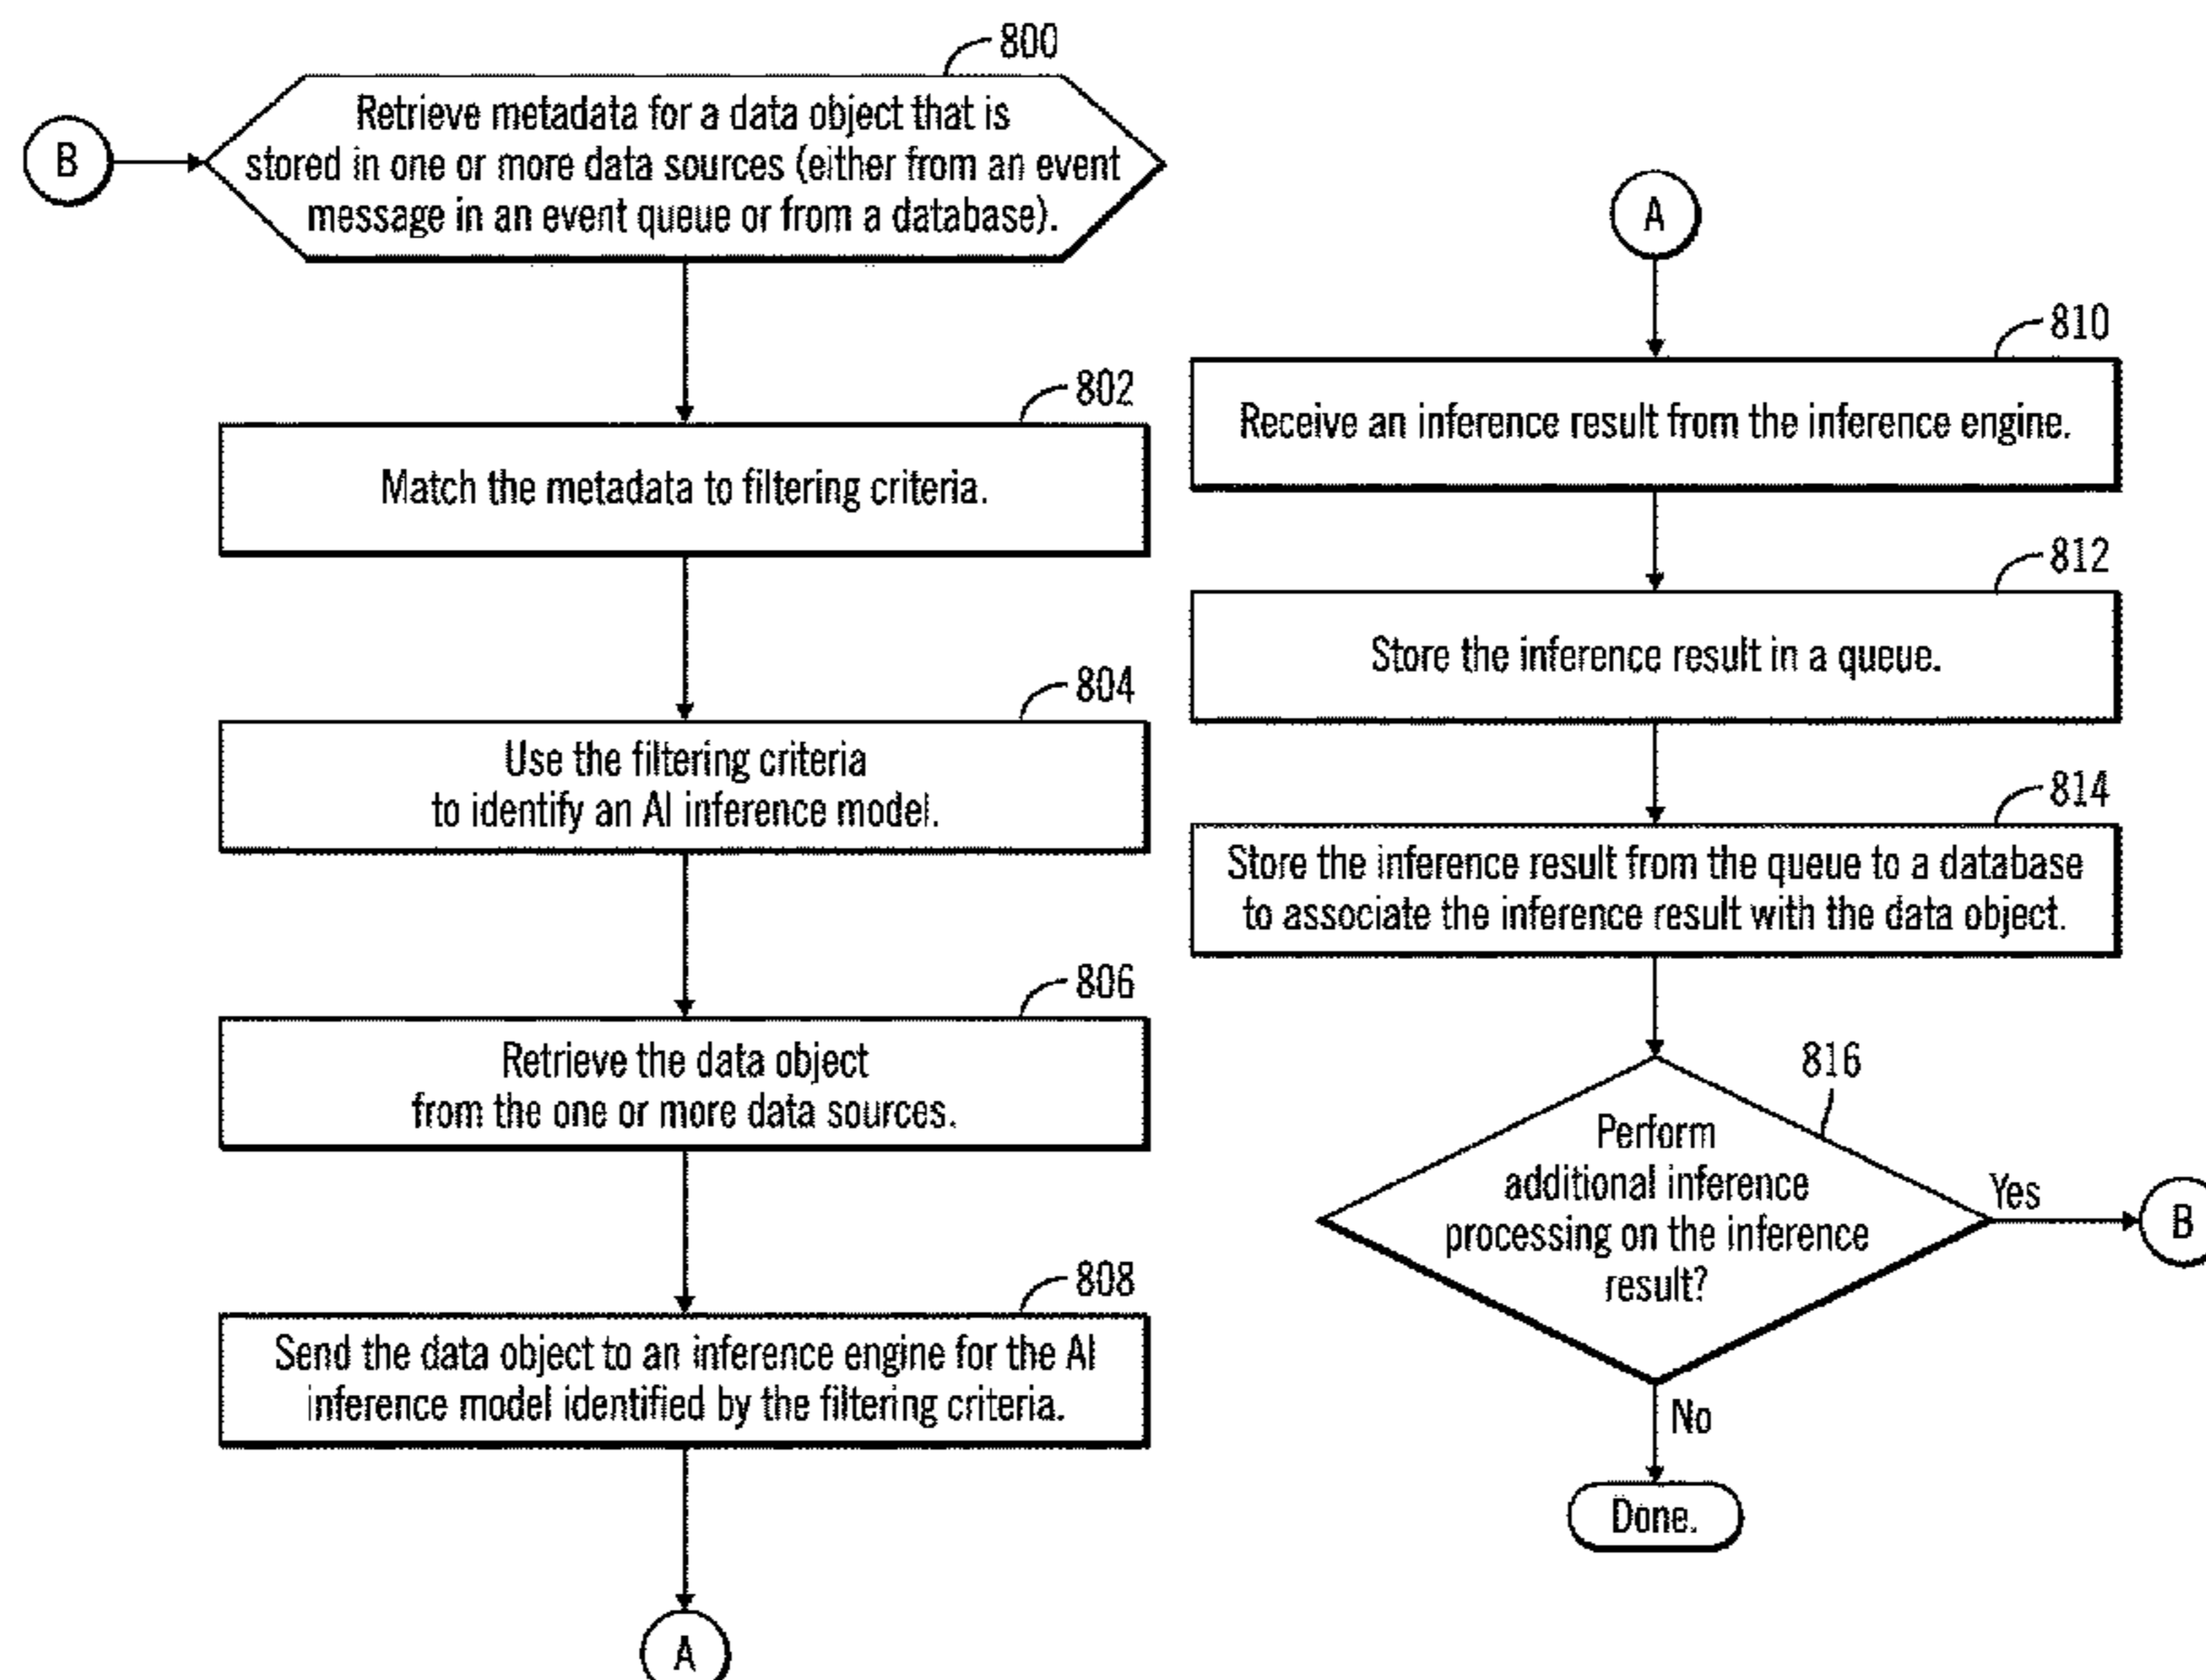 800
B
Retrieve metadata for a data object that is
stored in one or more data sources (either from an event
message in an event queue or from a database).
802
Match the metadata to filtering criteria.
804
Use the filtering criteria
to identify an AI inference model.
806
Retrieve the data object
from the one or more data sources.
808
Send the data object to an inference engine for the AI
inference model identified by the filtering criteria.
A
A
810
Receive an inference result from the inference engine.
812
Store the inference result in a queue.
814
Store the inference result from the queue to a database
to associate the inference result with the data object.
816
Perform
additional inference
processing on the inference
result?
Yes
B
No
Done.